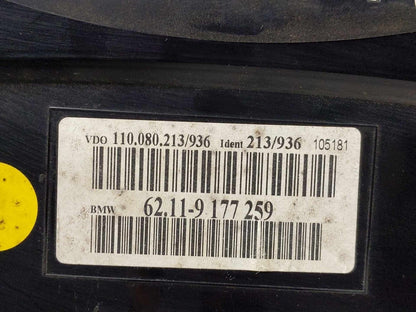 VDO 110.080.213/936 Ident 213/936 105181
BMW 62.11-9 177 259